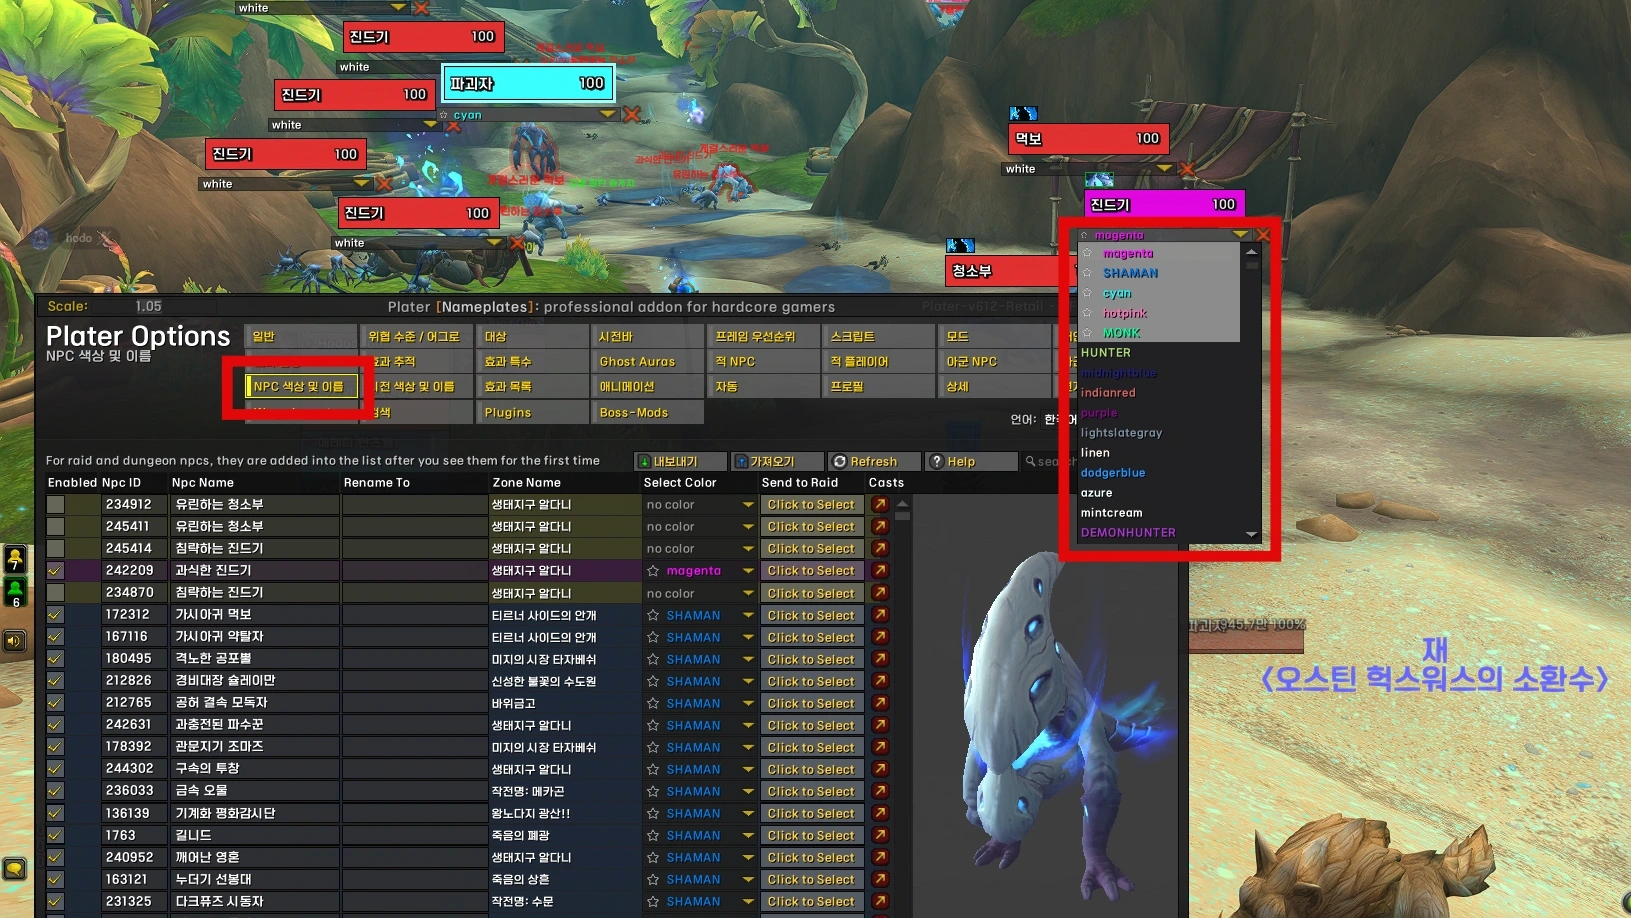 white
진드기 100
white
파괴자 100
진드기 100
cyan
white
진드기 100
white
진드기 100
white
먹보 100
white
진드기 100
청소부
magenta
magenta
SHAMAN
cyan
hotpink
MONK
HUNTER
midnightblue
indianred
purple
lightslategray
linen
dodgerblue
azure
mintcream
DEMONHUNTER
hodo
Scale: 1.05
Plater [Nameplates]: professional addon for hardcore gamers
Plater-v612-Retail
Plater Options
NPC 색상 및 이름
일반 위협 수준 / 어그로 대상 시전바 프레임 우선순위 스크립트 모드
효과 추적 효과 특수 Ghost Auras 적 NPC 적 플레이어 아군 NPC
NPC 색상 및 이름 시전 색상 및 이름 효과 목록 애니메이션 자동 프로필 상세
검색 Plugins Boss-Mods
언어: 한국어
For raid and dungeon npcs, they are added into the list after you see them for the first time
내보내기 가져오기 Refresh Help search
Enabled Npc ID Npc Name Rename To Zone Name Select Color Send to Raid Casts
234912 유린하는 청소부 생태지구 알다니 no color Click to Select
245411 유린하는 청소부 생태지구 알다니 no color Click to Select
245414 침략하는 진드기 생태지구 알다니 no color Click to Select
242209 과식한 진드기 생태지구 알다니 magenta Click to Select
234870 침략하는 진드기 생태지구 알다니 no color Click to Select
172312 가시아귀 먹보 티르너 사이드의 안개 SHAMAN Click to Select
167116 가시아귀 약탈자 티르너 사이드의 안개 SHAMAN Click to Select
180495 격노한 공포뿔 미지의 시장 타자베쉬 SHAMAN Click to Select
212826 경비대장 슐레이만 신성한 불꽃의 수도원 SHAMAN Click to Select
212765 공허 결속 모독자 바위금고 SHAMAN Click to Select
242631 과충전된 파수꾼 생태지구 알다니 SHAMAN Click to Select
178392 관문지기 조마즈 미지의 시장 타자베쉬 SHAMAN Click to Select
244302 구속의 투창 생태지구 알다니 SHAMAN Click to Select
236033 금속 오물 작전명: 메카곤 SHAMAN Click to Select
136139 기계화 평화감시단 왕노다지 광산!! SHAMAN Click to Select
1763 길니드 죽음의 폐광 SHAMAN Click to Select
240952 깨어난 영혼 생태지구 알다니 SHAMAN Click to Select
163121 누더기 선봉대 죽음의 상흔 SHAMAN Click to Select
231325 다크퓨즈 시동자 작전명: 수문 SHAMAN Click to Select
7
6
파괴자 45.7만 100%
재
<오스틴 헉스워스의 소환수>